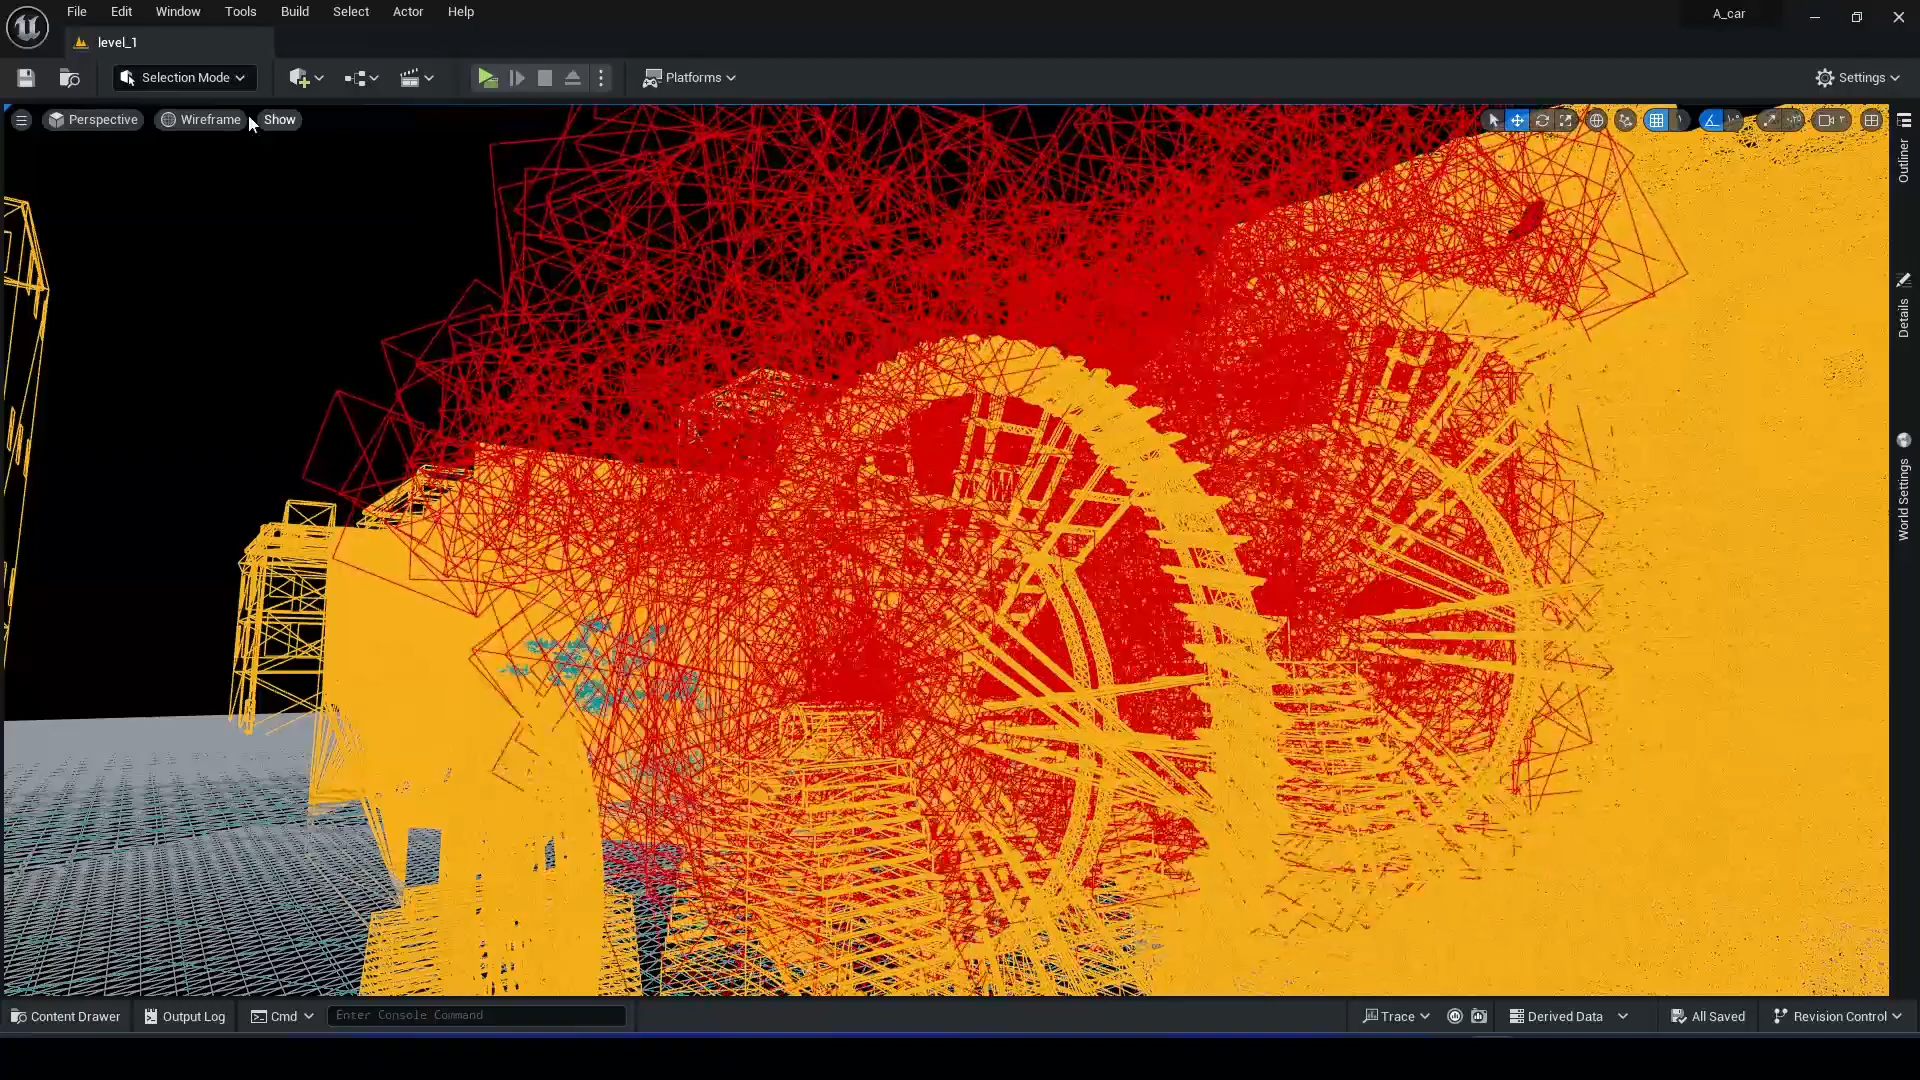 File Edit Window Tools Build Select Actor Help
A_car
level_1
Selection Mode
Platforms
Settings
Perspective
Wireframe
Show
Outliner
Details
World Settings
Content Drawer
Output Log
Cmd
Enter Console Command
Trace
Derived Data
All Saved
Revision Control